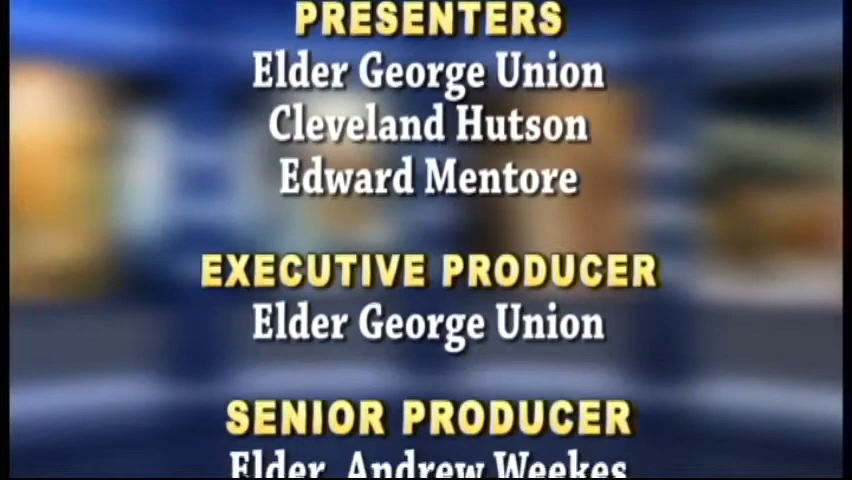 PRESENTERS
Elder George Union
Cleveland Hutson
Edward Mentore
EXECUTIVE PRODUCER
Elder George Union
SENIOR PRODUCER
Elder Andrew Weekes